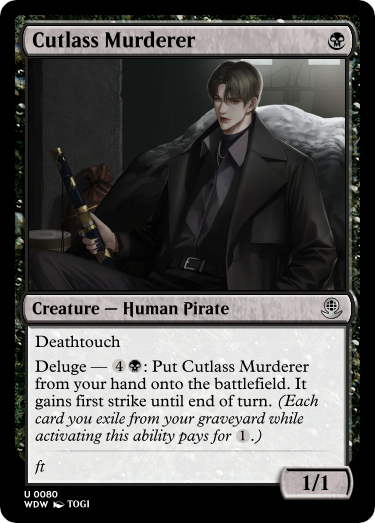 Cutlass Murderer
Creature — Human Pirate
Deathtouch
Deluge — 4: Put Cutlass Murderer
from your hand onto the battlefield. It
gains first strike until end of turn. (Each
card you exile from your graveyard while
activating this ability pays for 1.)
ft
1/1
U 0080
WDW TOGI